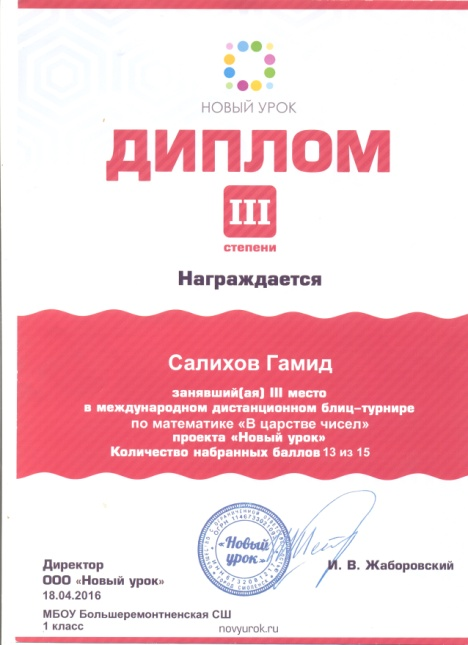 НОВЫЙ УРОК
ДИПЛОМ
III
степени
Награждается
Салихов Гамид
занявший(ая) III место
в международном дистанционном блиц-турнире
по математике «В царстве чисел»
проекта «Новый урок»
Количество набранных баллов 13 из 15
«Новый
урок»
Директор
ООО «Новый урок»
И. В. Жаборовский
18.04.2016
МБОУ Большеремонтненская СШ
1 класс
novyurok.ru